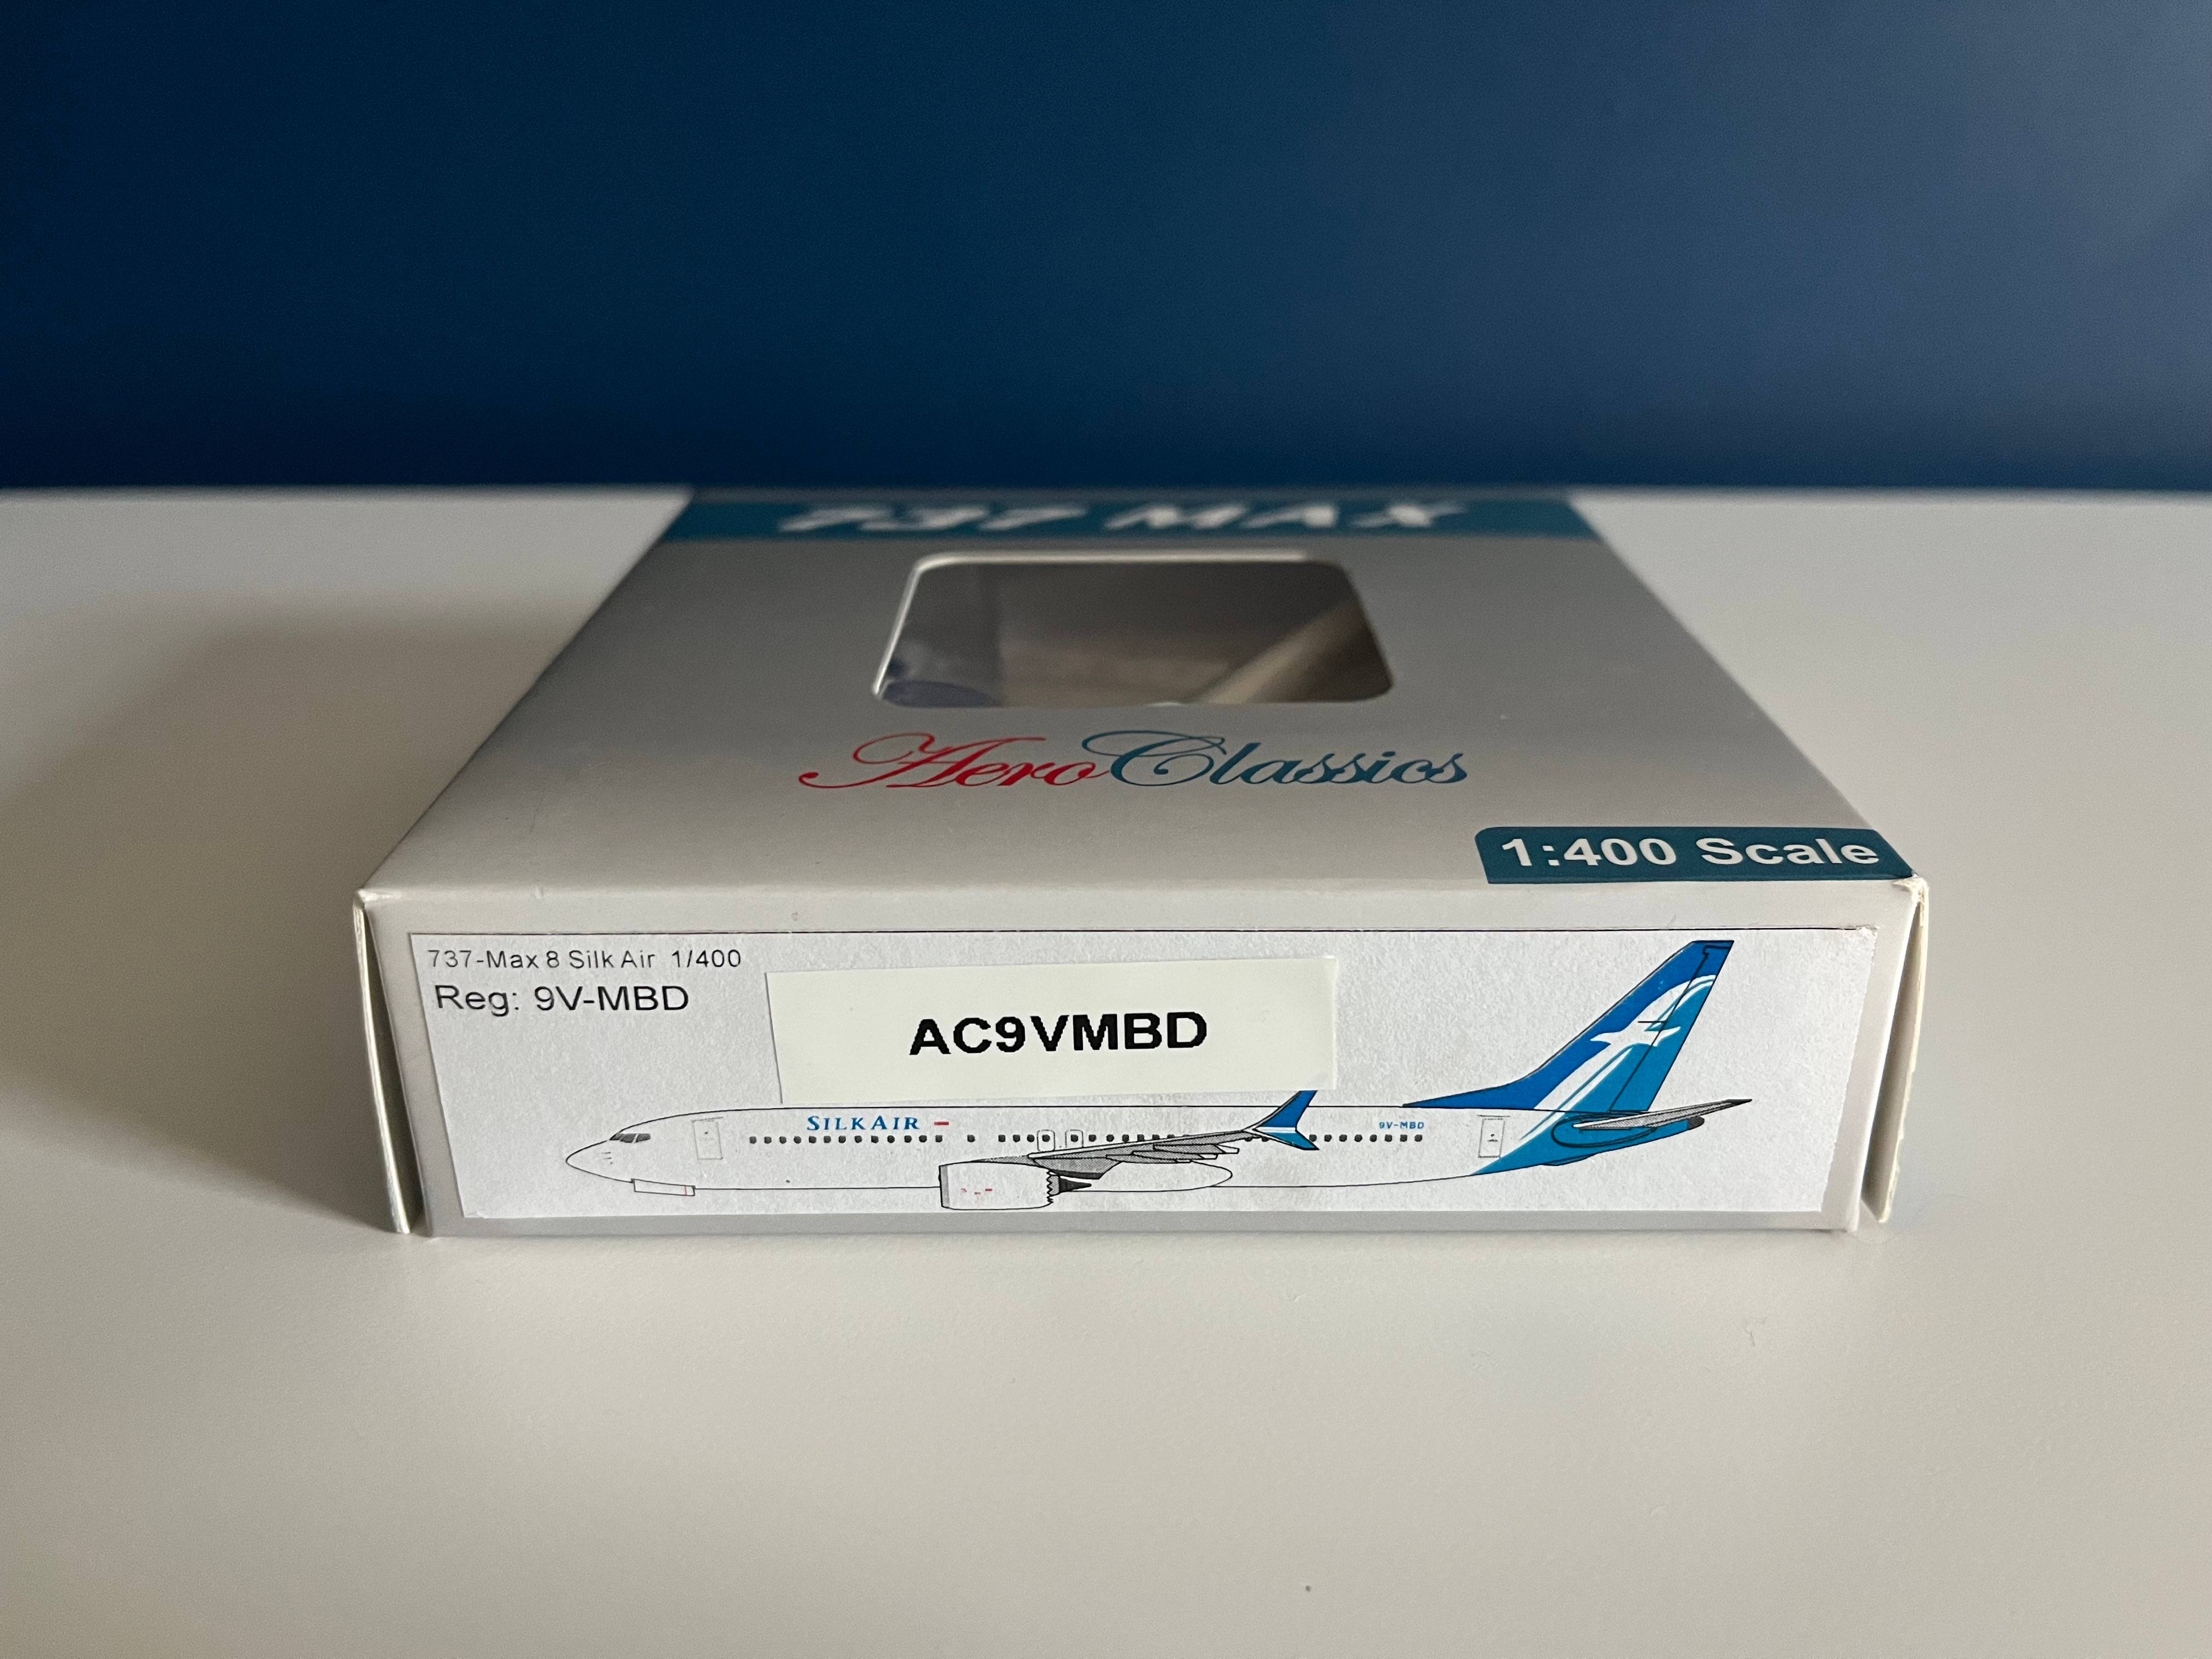 737 MAX
AeroClassics
1:400 Scale
737-Max 8 Silk Air 1/400
Reg: 9V-MBD
AC9VMBD
SILKAIR
9V-MBD